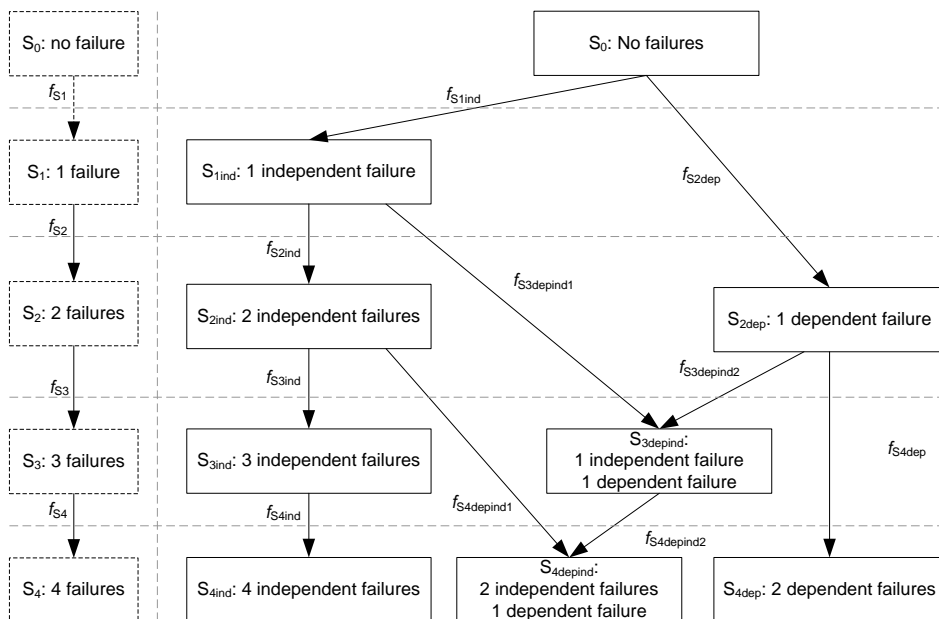 S0: no failure
S0: No failures
fS1
fS1ind
S1: 1 failure
S1ind: 1 independent failure
fS2dep
fS2
fS2ind
fS3depind1
S2: 2 failures
S2ind: 2 independent failures
S2dep: 1 dependent failure
fS3
fS3ind
fS3depind2
S3: 3 failures
S3ind: 3 independent failures
S3depind:
1 independent failure
1 dependent failure
fS4dep
fS4
fS4ind
fS4depind1
fS4depind2
S4: 4 failures
S4ind: 4 independent failures
S4depind:
2 independent failures
1 dependent failure
S4dep: 2 dependent failures